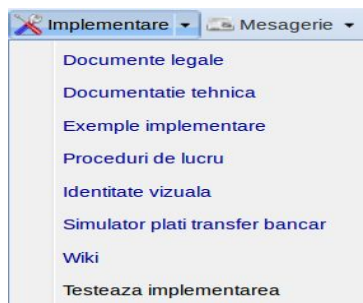 Implementare Mesagerie
Documente legale
Documentatie tehnica
Exemple implementare
Proceduri de lucru
Identitate vizuala
Simulator plati transfer bancar
Wiki
Testeaza implementarea